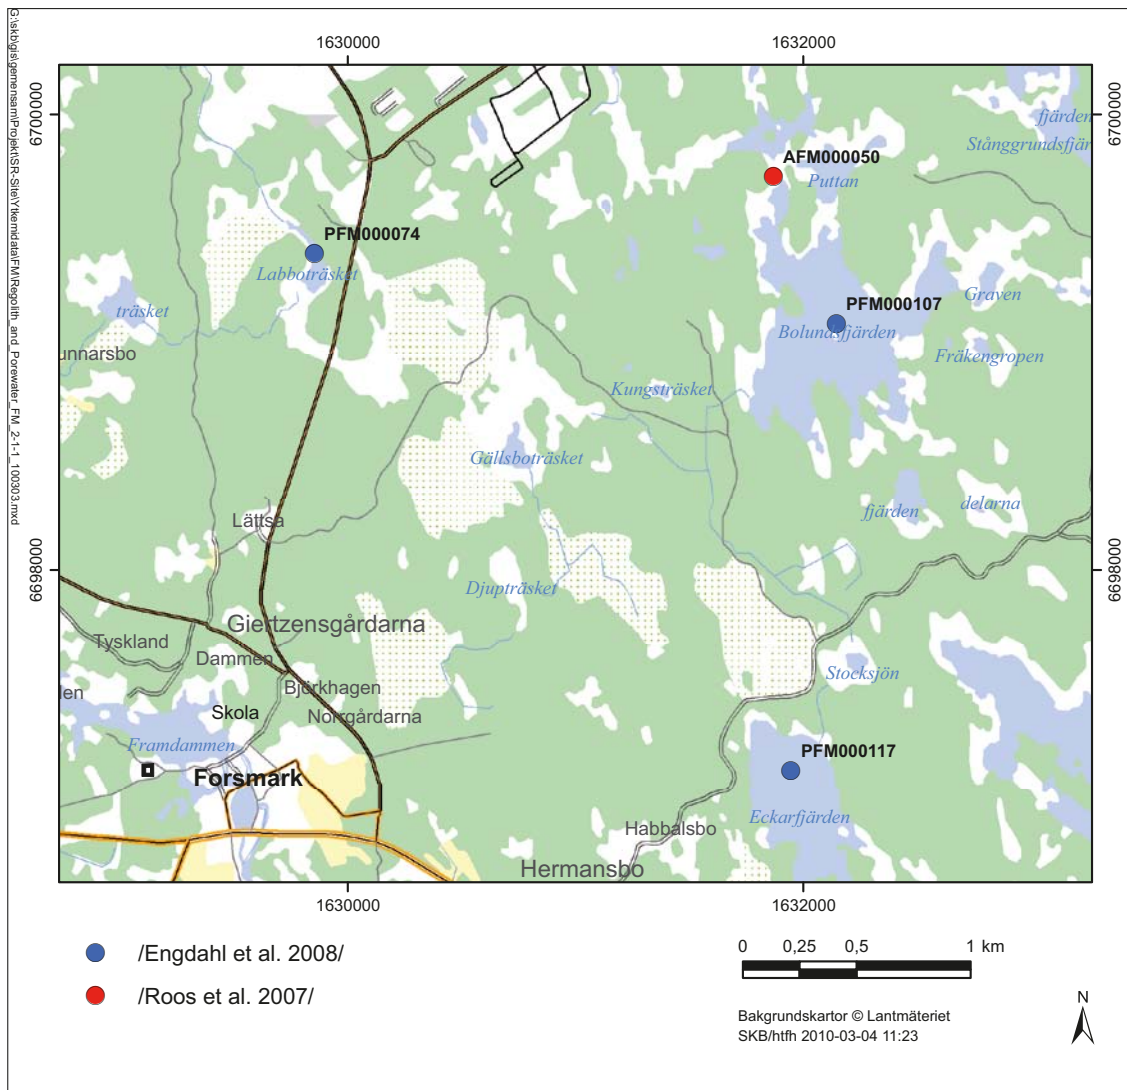 G:\skb\gis\gemensam\Projekt\SR-Site\Ytkemidata\FM\Regolith_and_Porewater_FM_2-1-1_100303.mxd
1630000
1632000
6700000
6700000
fjärden
Stånggrundsfjär
AFM000050
Puttan
PFM000074
Labboträsket
träsket
Graven
PFM000107
Bolundsfjärden
unnarsbo
Fräkengropen
Kungsträsket
Gällsboträsket
fjärden
delarna
Lättsa
6698000
6698000
Djupträsket
Giertzensgårdarna
Tyskland
Dammen
Stocksjön
len
Björkhagen
Skola
Norrgårdarna
Framdammen
PFM000117
Forsmark
Eckarfjärden
Habbalsbo
Hermansbo
1630000
1632000
/Engdahl et al. 2008/
/Roos et al. 2007/
0 0,25 0,5 1 km
Bakgrundskartor © Lantmäteriet
SKB/htfh 2010-03-04 11:23
N